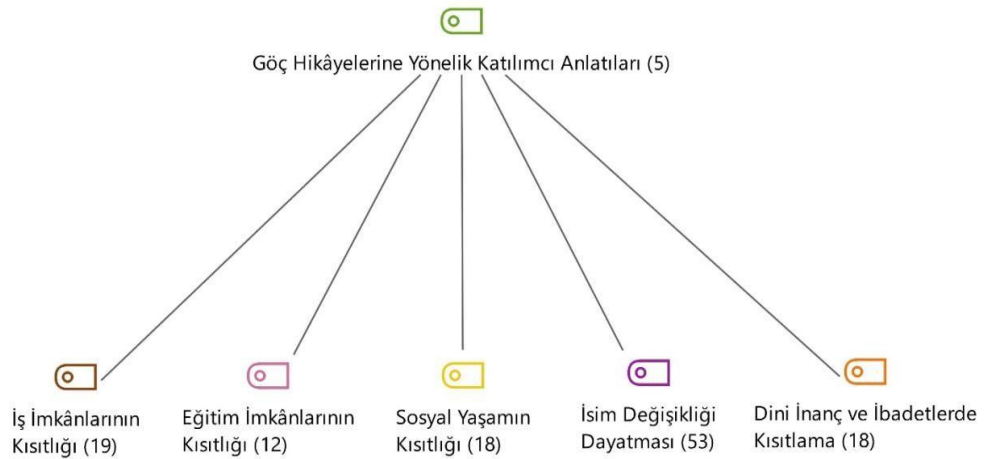 Göç Hikâyelerine Yönelik Katılımcı Anlatıları (5)
İş İmkânlarının
Kısıtlığı (19)
Eğitim İmkânlarının
Kısıtlığı (12)
Sosyal Yaşamın
Kısıtlığı (18)
İsim Değişikliği
Dayatması (53)
Dini İnanç ve İbadetlerde
Kısıtlama (18)